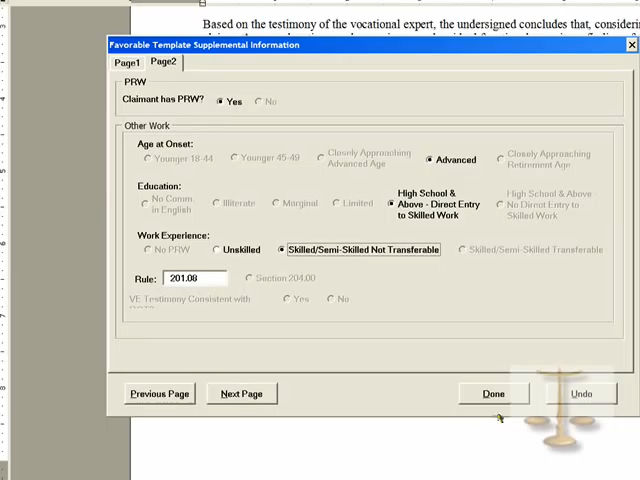 Based on the testimony of the vocational expert, the undersigned concludes that, considerin
Favorable Template Supplemental Information
Page1 Page2
PRW
Claimant has PRW? Yes No
Other Work
Age at Onset:
Younger 18-44 Younger 45-49 Closely Approaching Advanced Age Advanced Closely Approaching Retirement Age
Education:
No Comm. in English Illiterate Marginal Limited High School & Above - Direct Entry to Skilled Work High School & Above - No Direct Entry to Skilled Work
Work Experience:
No PRW Unskilled Skilled/Semi-Skilled Not Transferable Skilled/Semi-Skilled Transferable
Rule: 201.08 Section 204.00
VE Testimony Consistent with Yes No
Previous Page Next Page Done Undo